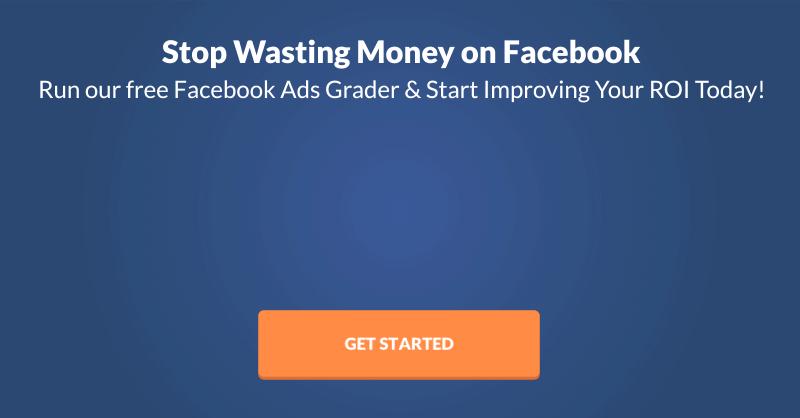 Stop Wasting Money on Facebook
Run our free Facebook Ads Grader & Start Improving Your ROI Today!
GET STARTED